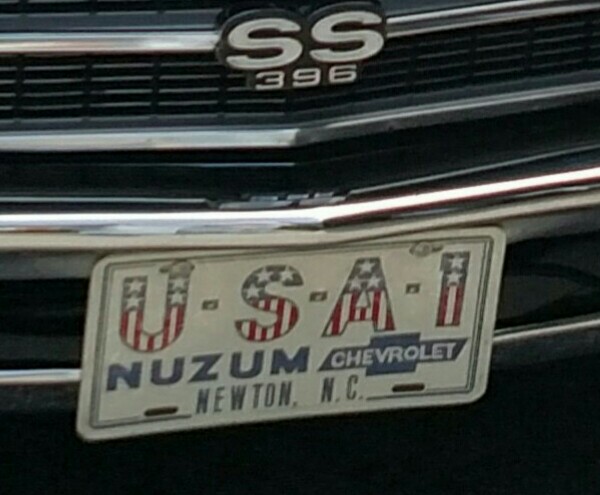 SS
396
U-S-A-1
NUZUM CHEVROLET
NEWTON, N.C.